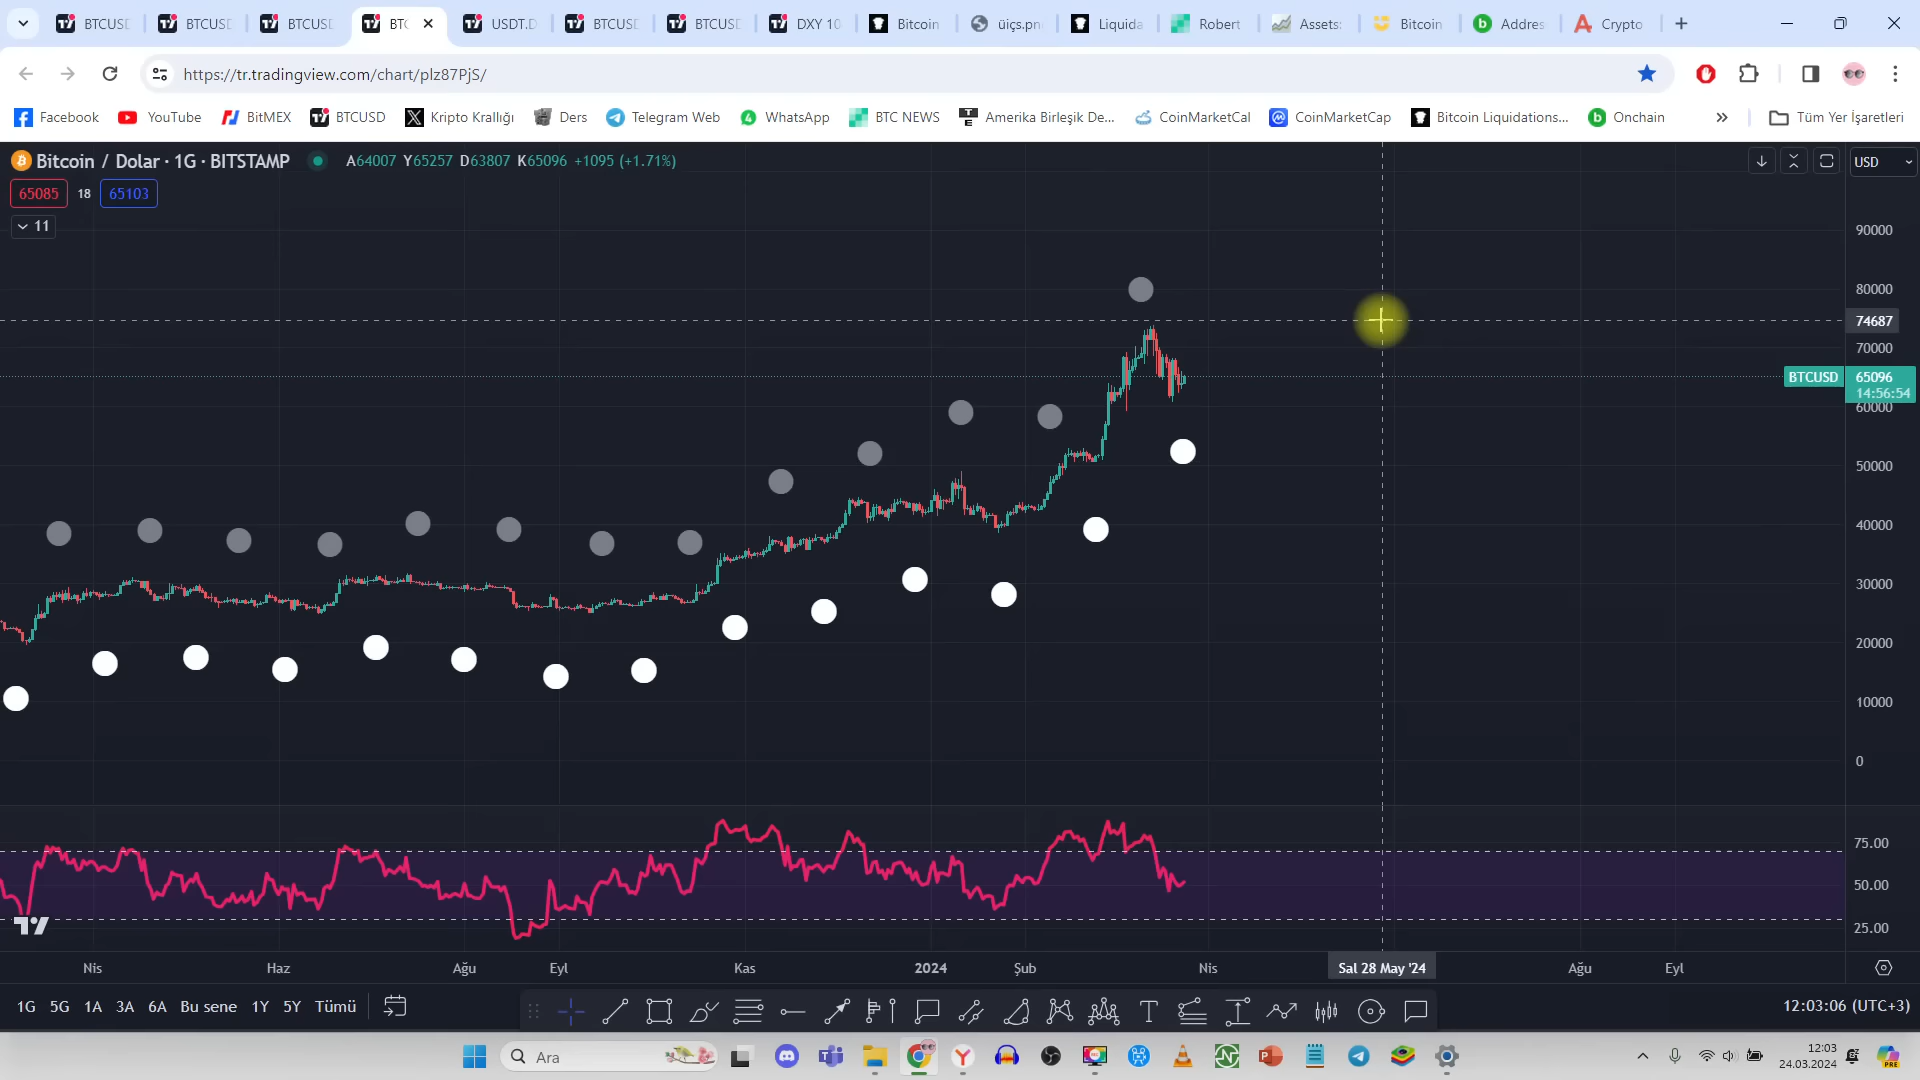 BTCUSD BTCUSD BTCUSD BTC USDT.D BTCUSD BTCUSD DXY 10 Bitcoin üiçs.pn Liquida Robert Assets: Bitcoin Addres Crypto
https://tr.tradingview.com/chart/plz87PjS/
Facebook YouTube BitMEX BTCUSD Kripto Krallığı Ders Telegram Web WhatsApp BTC NEWS Amerika Birleşik De... CoinMarketCal CoinMarketCap Bitcoin Liquidations... Onchain Tüm Yer İşaretleri
Bitcoin / Dolar · 1G · BITSTAMP A64007 Y65257 D63807 K65096 +1095 (+1.71%) USD
65085 18 65103
11
90000
80000
74687
70000
BTCUSD 65096
14:56:54
60000
50000
40000
30000
20000
10000
0
75.00
50.00
25.00
Nis Haz Ağu Eyl Kas 2024 Şub Nis Sal 28 May '24 Ağu Eyl
1G 5G 1A 3A 6A Bu sene 1Y 5Y Tümü 12:03:06 (UTC+3)
Ara
12:03
24.03.2024
PRE